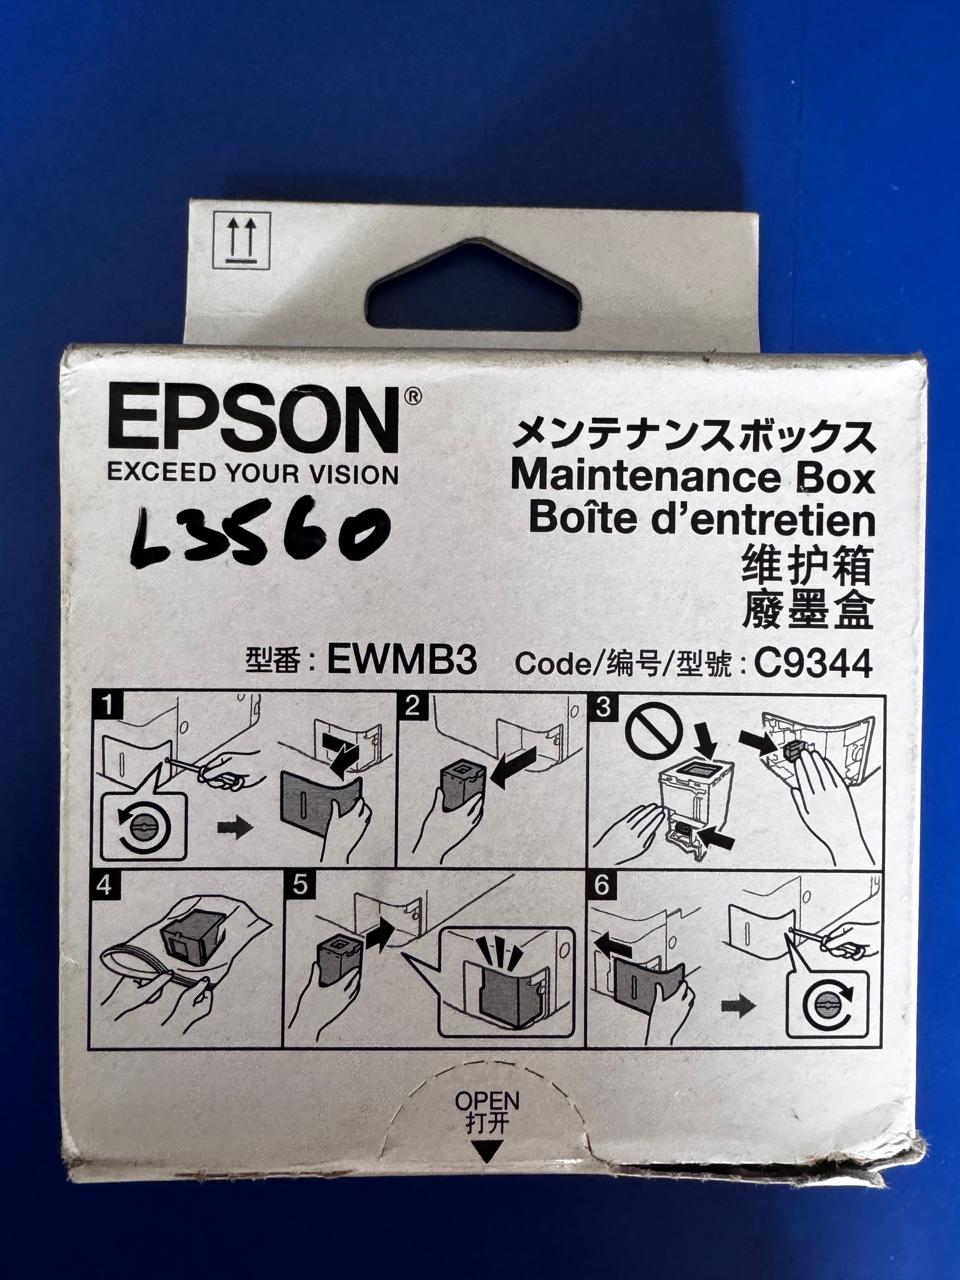 EPSON®
EXCEED YOUR VISION
L3560
メンテナンスボックス
Maintenance Box
Boîte d'entretien
维护箱
廢墨盒
型番 : EWMB3 Code/编号/型號 : C9344
1
2
3
4
5
6
OPEN
打开